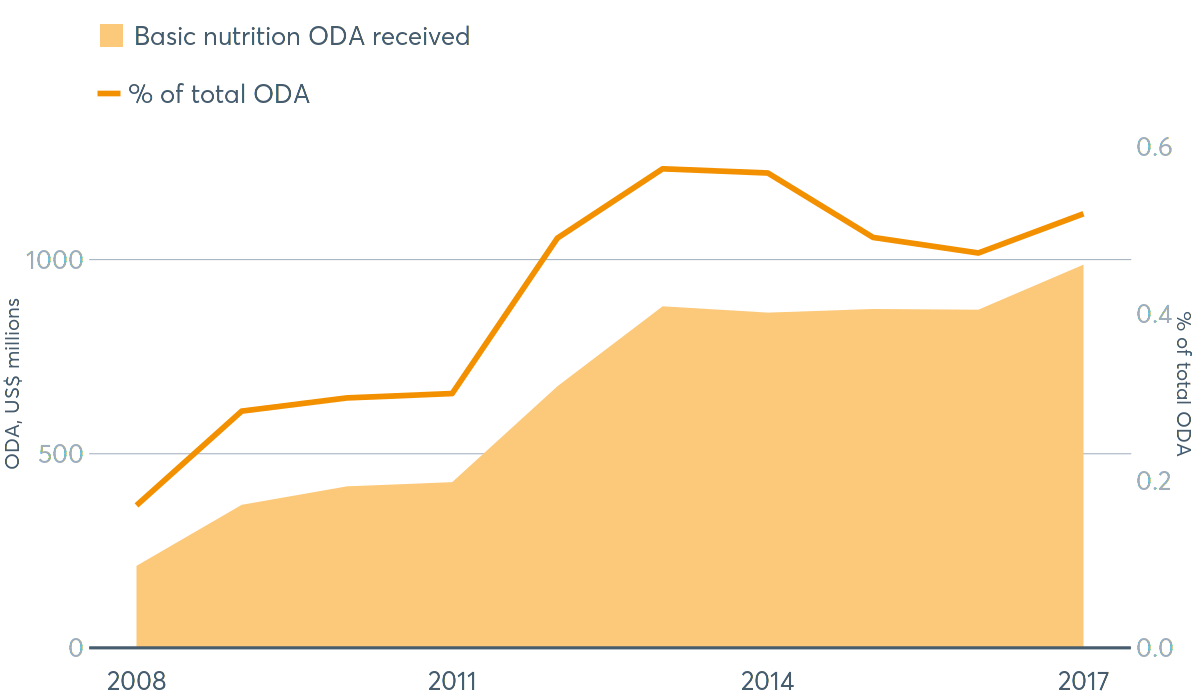 Basic nutrition ODA received
% of total ODA
0.6
1000
0.4
500
0.2
0
0.0
ODA, US$ millions
% of total ODA
2008
2011
2014
2017